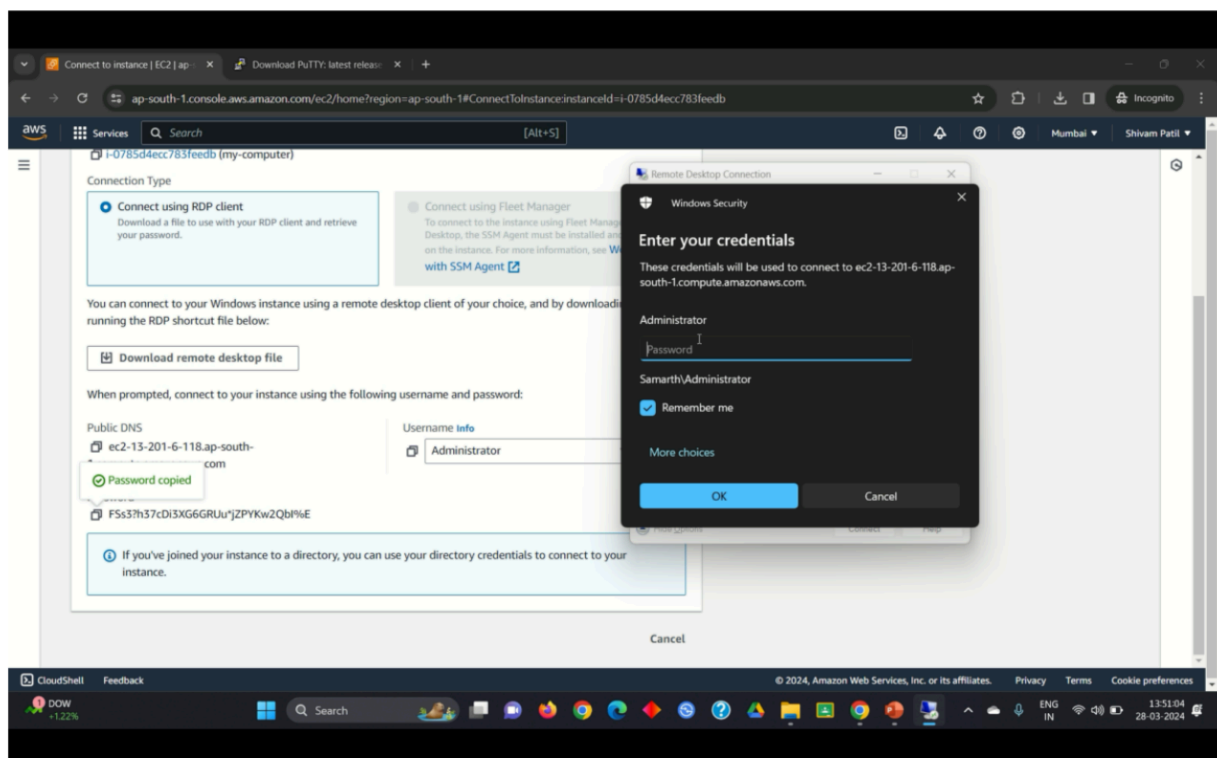 Connect to instance | EC2 | ap-
Download PuTTY: latest release
ap-south-1.console.aws.amazon.com/ec2/home?region=ap-south-1#ConnectToInstance:instanceId=i-0785d4ecc783feedb
Incognito
aws
Services
Search
[Alt+S]
Mumbai
Shivam Patil
i-0785d4ecc783feedb (my-computer)
Connection Type
Connect using RDP client
Download a file to use with your RDP client and retrieve
your password.
Connect using Fleet Manager
To connect to the instance using Fleet Manag
Desktop, the SSM Agent must be installed an
on the instance. For more information, see W
with SSM Agent
You can connect to your Windows instance using a remote desktop client of your choice, and by downloadi
running the RDP shortcut file below:
Download remote desktop file
When prompted, connect to your instance using the following username and password:
Public DNS
ec2-13-201-6-118.ap-south-
com
Username Info
Administrator
Password copied
FSs3?h37cDi3XG6GRUu*jZPYKw2QbI%E
If you've joined your instance to a directory, you can use your directory credentials to connect to your
instance.
Cancel
Remote Desktop Connection
Windows Security
Enter your credentials
These credentials will be used to connect to ec2-13-201-6-118.ap-
south-1.compute.amazonaws.com.
Administrator
Password
Samarth\Administrator
Remember me
More choices
OK
Cancel
CloudShell
Feedback
© 2024, Amazon Web Services, Inc. or its affiliates.
Privacy
Terms
Cookie preferences
1
DOW
+1.22%
Search
ENG
IN
13:51:04
28-03-2024